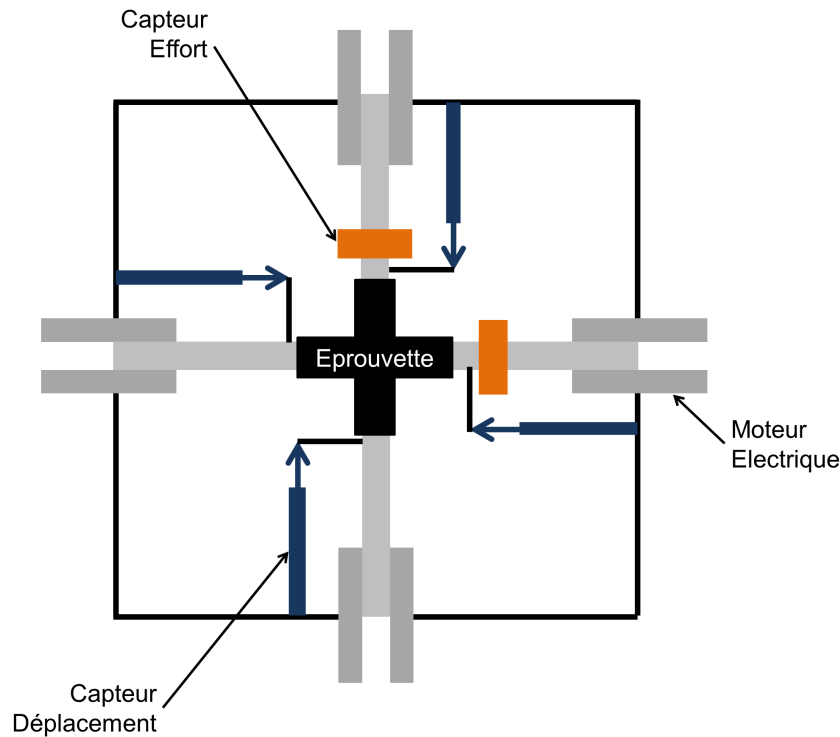 Capteur
Effort
Eprouvette
Moteur
Electrique
Capteur
Déplacement